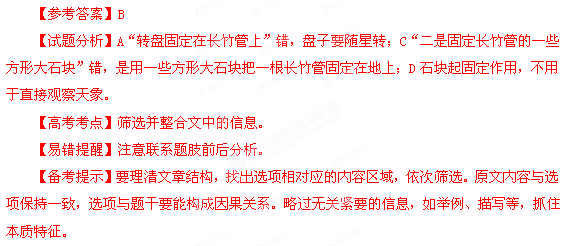 【参考答案】B
【试题分析】A“转盘固定在长竹管上”错，盘子要随星转；C“二是固定长竹管的一些
方形大石块”错，是用一些方形大石块把一根长竹管固定在地上；D 石块起固定作用，不用
于直接观察天象。
【高考考点】筛选并整合文中的信息。
【易错提醒】注意联系题肢前后分析。
【备考提示】要理清文章结构，找出选项相对应的内容区域，依次筛选。原文内容与选
项保持一致，选项与题干要能构成因果关系。略过无关紧要的信息，如举例、描写等，抓住
本质特征。